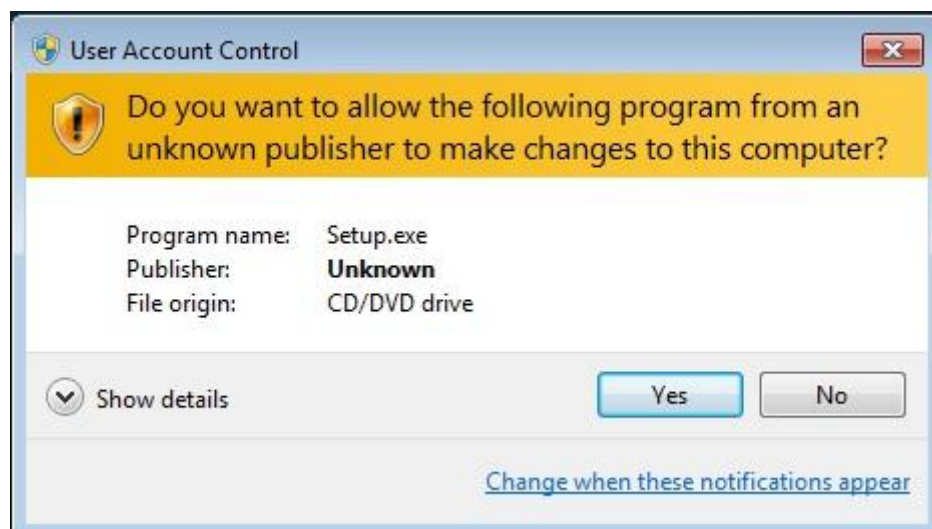 User Account Control
Do you want to allow the following program from an
unknown publisher to make changes to this computer?
Program name: Setup.exe
Publisher: Unknown
File origin: CD/DVD drive
Show details
Yes
No
Change when these notifications appear